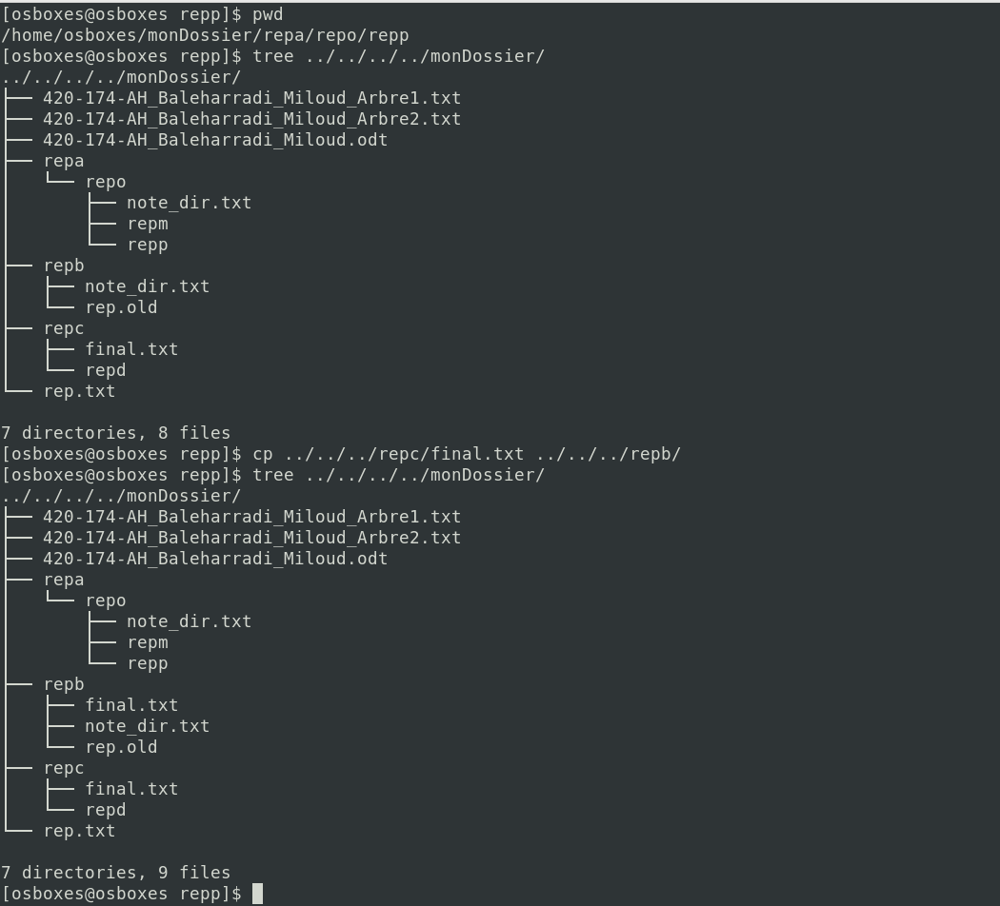 [osboxes@osboxes repp]$ pwd
/home/osboxes/monDossier/repa/repo/repp
[osboxes@osboxes repp]$ tree ../../../../monDossier/
../../../../monDossier/
├── 420-174-AH_Baleharradi_Miloud_Arbre1.txt
├── 420-174-AH_Baleharradi_Miloud_Arbre2.txt
├── 420-174-AH_Baleharradi_Miloud.odt
├── repa
│   └── repo
│       ├── note_dir.txt
│       ├── repm
│       └── repp
├── repb
│   ├── note_dir.txt
│   └── rep.old
├── repc
│   ├── final.txt
│   └── repd
└── rep.txt

7 directories, 8 files
[osboxes@osboxes repp]$ cp ../../../repc/final.txt ../../../repb/
[osboxes@osboxes repp]$ tree ../../../../monDossier/
../../../../monDossier/
├── 420-174-AH_Baleharradi_Miloud_Arbre1.txt
├── 420-174-AH_Baleharradi_Miloud_Arbre2.txt
├── 420-174-AH_Baleharradi_Miloud.odt
├── repa
│   └── repo
│       ├── note_dir.txt
│       ├── repm
│       └── repp
├── repb
│   ├── final.txt
│   ├── note_dir.txt
│   └── rep.old
├── repc
│   ├── final.txt
│   └── repd
└── rep.txt

7 directories, 9 files
[osboxes@osboxes repp]$